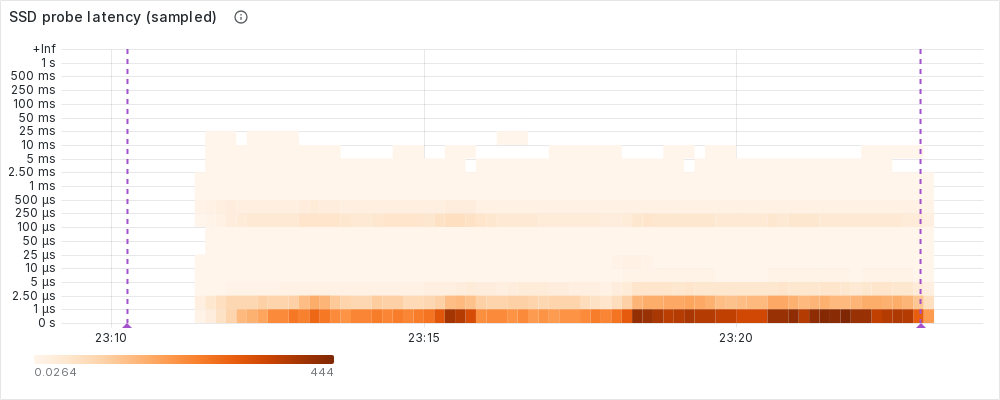 SSD probe latency (sampled)
+Inf
1 s
500 ms
250 ms
100 ms
50 ms
25 ms
10 ms
5 ms
2.50 ms
1 ms
500 µs
250 µs
100 µs
50 µs
25 µs
10 µs
5 µs
2.50 µs
1 µs
0 s
23:10 23:15 23:20
0.0264 444